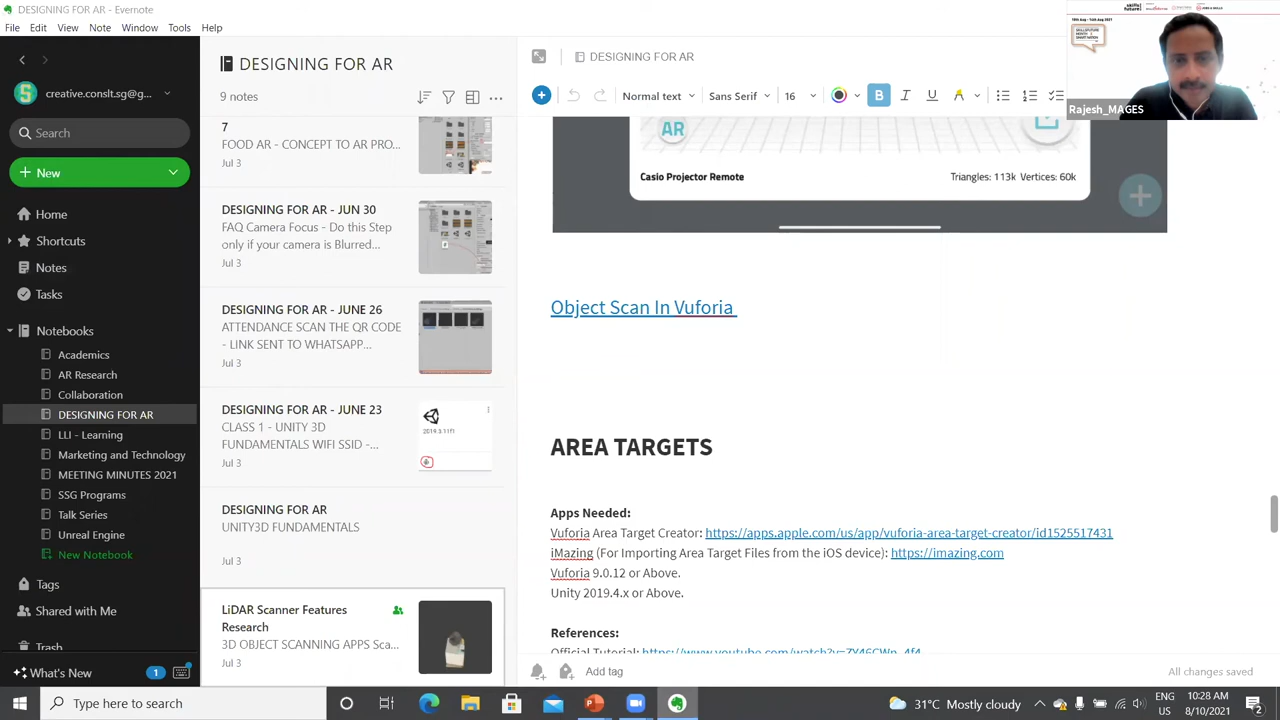 DESIGNING FOR AR - Evernote
File Edit View Note Window Tools Help
creative.conslt.sg@g...
Search
New
Home
Shortcuts
Notes
Tasks
Notebooks
Academics
AR Research
Collaboration
DESIGNING FOR AR
LLI - Learning
Marketing and Technology
MEETING MINUTES 2021
SSG Programs
Talk Series
Unreal Engine
New Notebook
Tags
Shared with Me
Trash
What's New
1
DESIGNING FOR AR
9 notes
7
FOOD AR - CONCEPT TO AR PRO...
Jul 3
DESIGNING FOR AR - JUN 30
FAQ Camera Focus - Do this Step
only if your camera is Blurred...
Jul 3
DESIGNING FOR AR - JUNE 26
ATTENDANCE SCAN THE QR CODE
- LINK SENT TO WHATSAPP...
Jul 3
DESIGNING FOR AR - JUNE 23
CLASS 1 - UNITY 3D
FUNDAMENTALS WIFI SSID -...
Jul 3
DESIGNING FOR AR
UNITY3D FUNDAMENTALS
LiDAR Scanner Features
Research
3D OBJECT SCANNING APPS Sca...
Jul 3
DESIGNING FOR AR
Normal text Sans Serif 16 B I U A
AR
Casio Projector Remote Triangles: 113k Vertices: 60k
Object Scan In Vuforia
AREA TARGETS
Apps Needed:
Vuforia Area Target Creator: https://apps.apple.com/us/app/vuforia-area-target-creator/id1525517431
iMazing (For Importing Area Target Files from the iOS device): https://imazing.com
Vuforia 9.0.12 or Above.
Unity 2019.4.x or Above.
References:
Official Tutorial: https://www.youtube.com/watch?v=ZY46CWn_4f4
Add tag All changes saved
Rajesh_MAGES
Type here to search
31°C Mostly cloudy
ENG
US
10:28 AM
8/10/2021
2